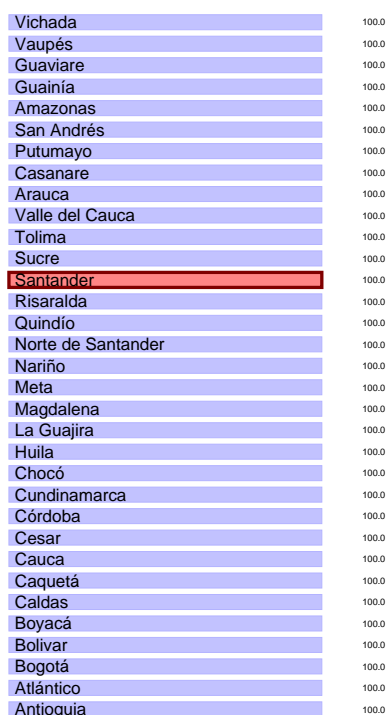 Vichada 100.0
Vaupés 100.0
Guaviare 100.0
Guainía 100.0
Amazonas 100.0
San Andrés 100.0
Putumayo 100.0
Casanare 100.0
Arauca 100.0
Valle del Cauca 100.0
Tolima 100.0
Sucre 100.0
Santander 100.0
Risaralda 100.0
Quindío 100.0
Norte de Santander 100.0
Nariño 100.0
Meta 100.0
Magdalena 100.0
La Guajira 100.0
Huila 100.0
Chocó 100.0
Cundinamarca 100.0
Córdoba 100.0
Cesar 100.0
Cauca 100.0
Caquetá 100.0
Caldas 100.0
Boyacá 100.0
Bolivar 100.0
Bogotá 100.0
Atlántico 100.0
Antioquia 100.0